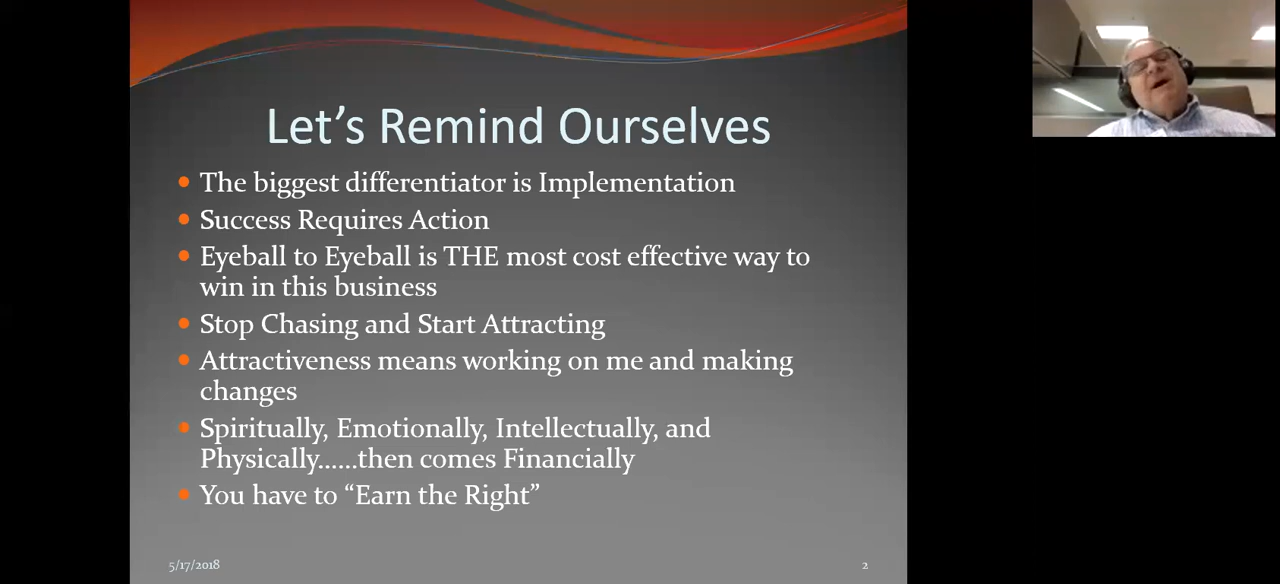 Let's Remind Ourselves
The biggest differentiator is Implementation
Success Requires Action
Eyeball to Eyeball is THE most cost effective way to
win in this business
Stop Chasing and Start Attracting
Attractiveness means working on me and making
changes
Spiritually, Emotionally, Intellectually, and
Physically......then comes Financially
You have to “Earn the Right”
5/17/2018
2